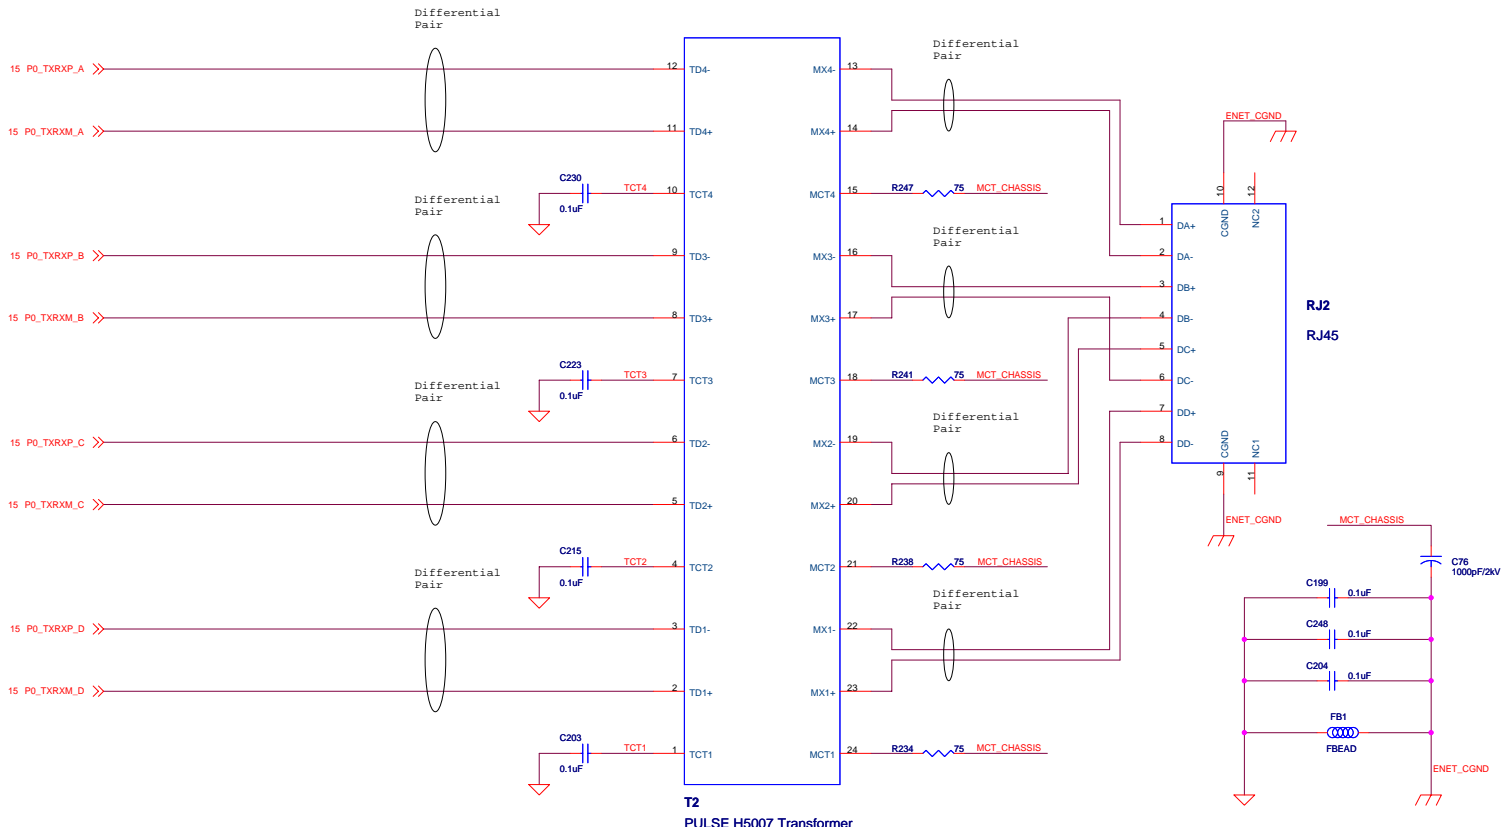 Differential
Pair
15 P0_TXRXP_A
15 P0_TXRXM_A
C230
0.1uF
TCT4
Differential
Pair
15 P0_TXRXP_B
15 P0_TXRXM_B
C223
0.1uF
TCT3
Differential
Pair
15 P0_TXRXP_C
15 P0_TXRXM_C
C215
0.1uF
TCT2
Differential
Pair
15 P0_TXRXP_D
15 P0_TXRXM_D
C203
0.1uF
TCT1
12 TD4-
11 TD4+
10 TCT4
9 TD3-
8 TD3+
7 TCT3
6 TD2-
5 TD2+
4 TCT2
3 TD1-
2 TD1+
1 TCT1
MX4- 13
MX4+ 14
MCT4 15
MX3- 16
MX3+ 17
MCT3 18
MX2- 19
MX2+ 20
MCT2 21
MX1- 22
MX1+ 23
MCT1 24
T2
PULSE H5007 Transformer
Differential
Pair
R247 75 MCT_CHASSIS
Differential
Pair
R241 75 MCT_CHASSIS
Differential
Pair
R238 75 MCT_CHASSIS
Differential
Pair
R234 75 MCT_CHASSIS
ENET_CGND
10 CGND
12 NC2
1 DA+
2 DA-
3 DB+
4 DB-
5 DC+
6 DC-
7 DD+
8 DD-
9 CGND
11 NC1
RJ2
RJ45
ENET_CGND
MCT_CHASSIS
C76
1000pF/2kV
C199 0.1uF
C248 0.1uF
C204 0.1uF
FB1
FBEAD
ENET_CGND